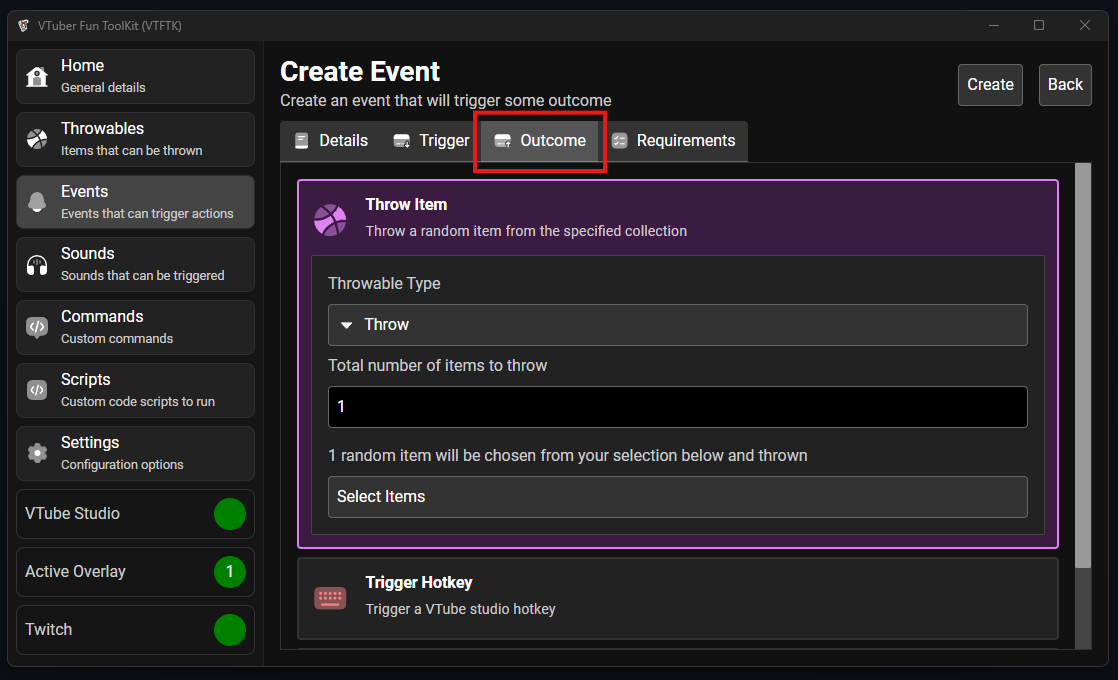 VTuber Fun ToolKit (VTFTK)
Home
General details
Throwables
Items that can be thrown
Events
Events that can trigger actions
Sounds
Sounds that can be triggered
Commands
Custom commands
Scripts
Custom code scripts to run
Settings
Configuration options
VTube Studio
Active Overlay 1
Twitch
Create Event
Create an event that will trigger some outcome
Create Back
Details Trigger Outcome Requirements
Throw Item
Throw a random item from the specified collection
Throwable Type
Throw
Total number of items to throw
1
1 random item will be chosen from your selection below and thrown
Select Items
Trigger Hotkey
Trigger a VTube studio hotkey